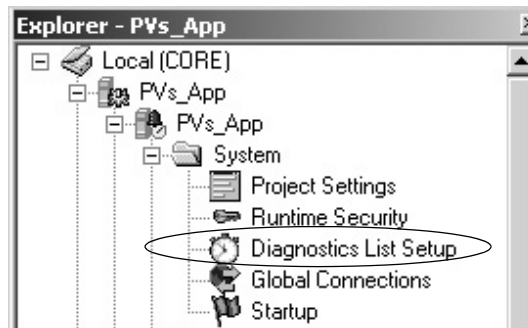 Explorer - PVs_App
Local (CORE)
PVs_App
PVs_App
System
Project Settings
Runtime Security
Diagnostics List Setup
Global Connections
Startup